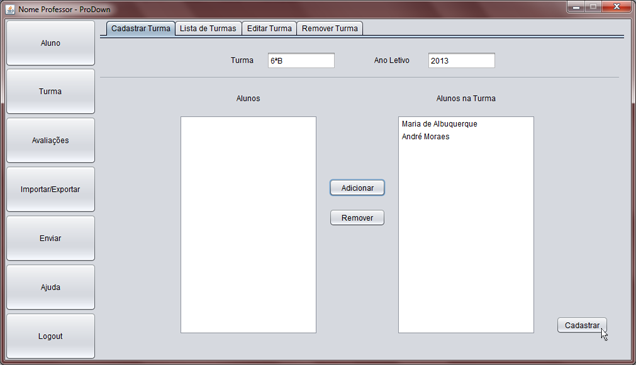 Nome Professor - ProDown
Aluno
Turma
Avaliações
Importar/Exportar
Enviar
Ajuda
Logout
Cadastrar Turma Lista de Turmas Editar Turma Remover Turma
Turma 6ªB Ano Letivo 2013
Alunos Alunos na Turma
Maria de Albuquerque
André Moraes
Adicionar
Remover
Cadastrar